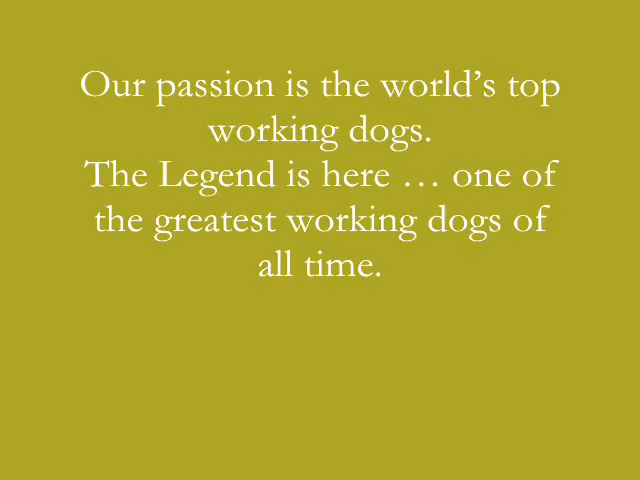 Our passion is the world’s top
working dogs.
The Legend is here … one of
the greatest working dogs of
all time.